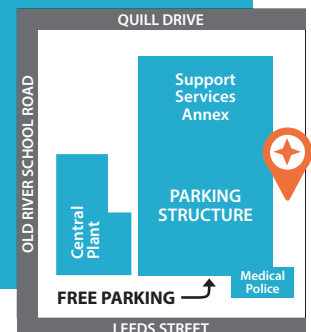 QUILL DRIVE
OLD RIVER SCHOOL ROAD
Support
Services
Annex
PARKING
STRUCTURE
Central
Plant
Medical
Police
FREE PARKING
LEEDS STREET